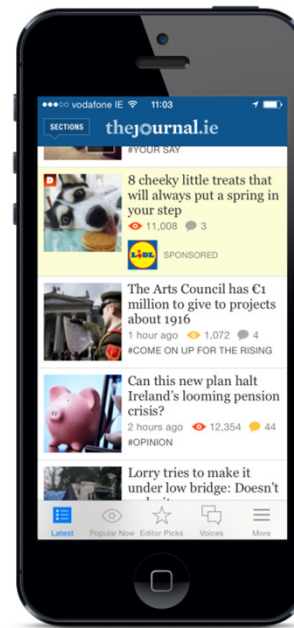 vodafone IE 11:03
SECTIONS
thejournal.ie
#YOUR SAY
8 cheeky little treats that
will always put a spring in
your step
11,008 3
LIDL SPONSORED
The Arts Council has €1
million to give to projects
about 1916
1 hour ago 1,072 4
#COME ON UP FOR THE RISING
Can this new plan halt
Ireland's looming pension
crisis?
2 hours ago 12,354 44
#OPINION
Lorry tries to make it
under low bridge: Doesn't
Latest Popular Now Editor Picks Voices More